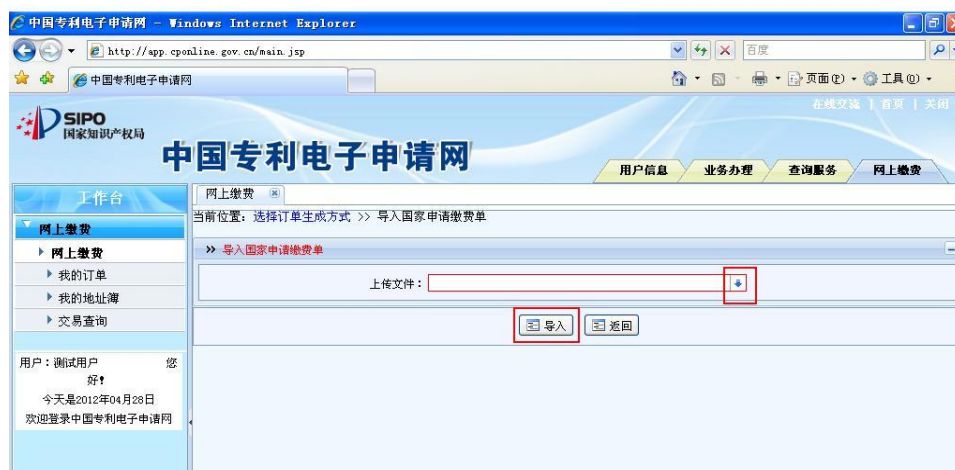 中国专利电子申请网 - Windows Internet Explorer
http://app.cponline.gov.cn/main.jsp
百度
中国专利电子申请网
页面(P)
工具(O)
在线交流 | 首页 | 关闭
SIPO
国家知识产权局
中国专利电子申请网
用户信息
业务办理
查询服务
网上缴费
工作台
网上缴费
当前位置：选择订单生成方式 >> 导入国家申请缴费单
网上缴费
>> 导入国家申请缴费单
网上缴费
我的订单
上传文件：
我的地址簿
交易查询
导入
返回
用户：测试用户 您
好！
今天是2012年04月28日
欢迎登录中国专利电子申请网